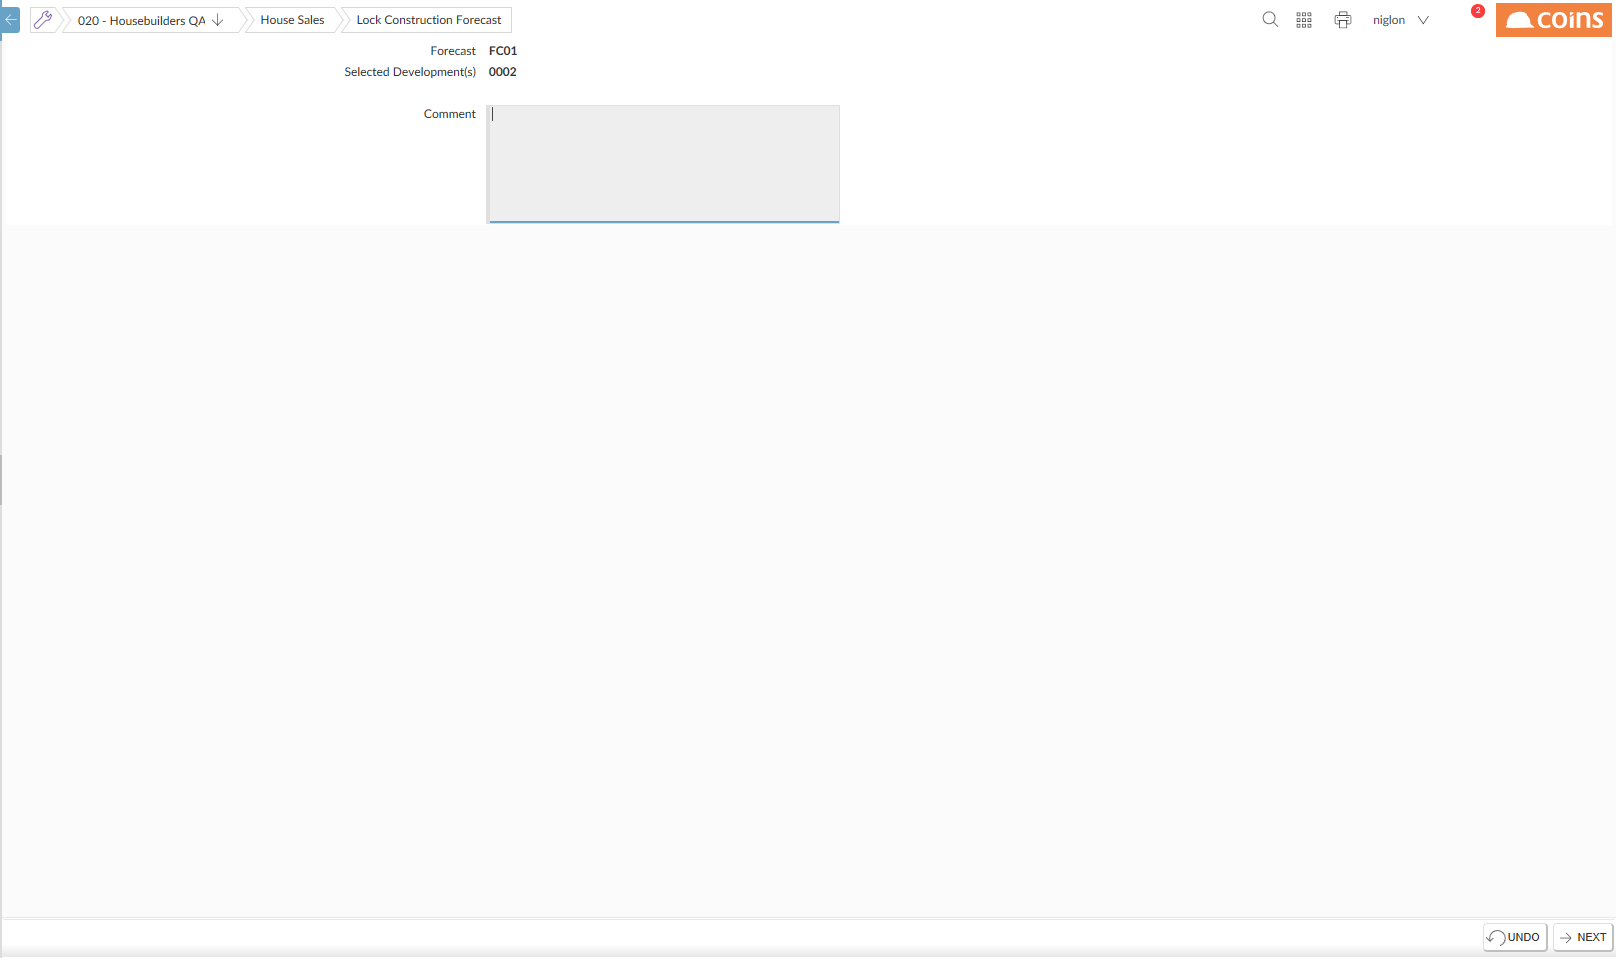 020 - Housebuilders QA
House Sales
Lock Construction Forecast
niglon
2
coins
Forecast FC01
Selected Development(s) 0002
Comment
UNDO
NEXT